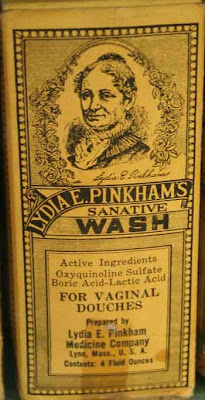 Lydia E. Pinkham
LYDIA E. PINKHAM'S
SANATIVE
WASH
Active Ingredients
Oxyquinoline Sulfate
Boric Acid-Lactic Acid
FOR VAGINAL
DOUCHES
Prepared by
Lydia E. Pinkham
Medicine Company
Lynn, Mass., U. S. A.
Contents: 4 Fluid Ounces